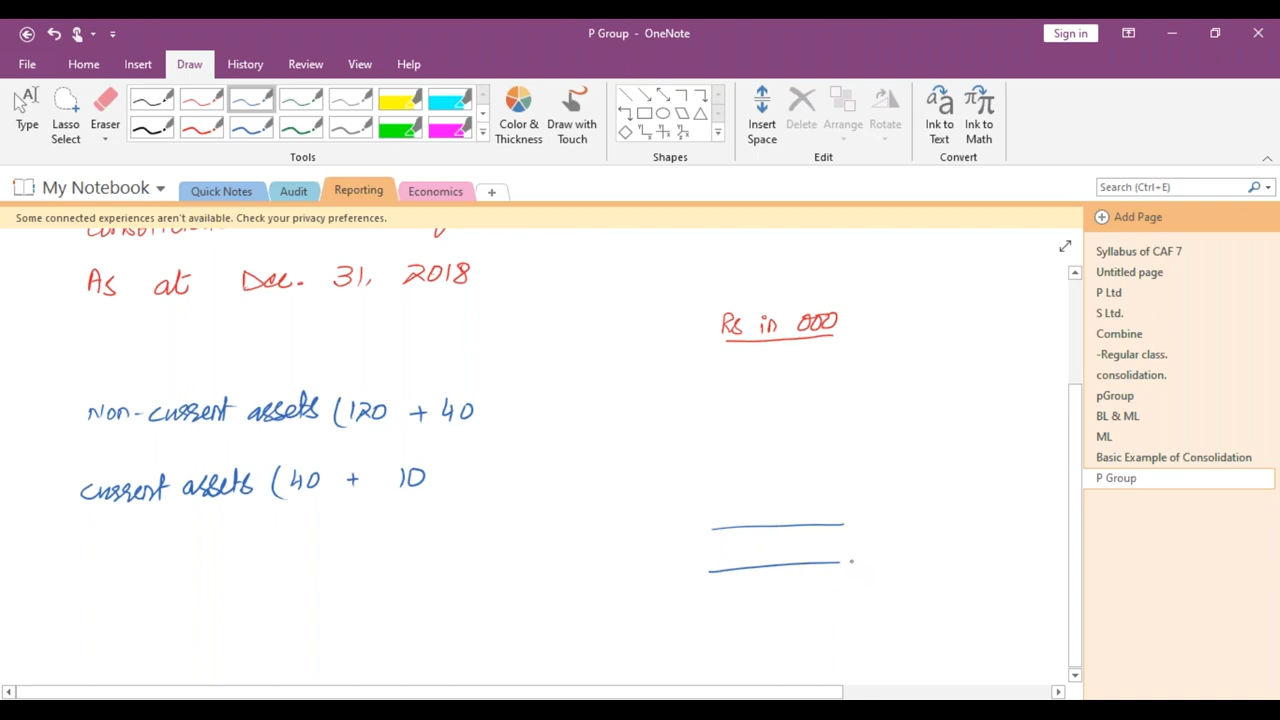 P Group - OneNote
Sign in
File Home Insert Draw History Review View Help
Type
Lasso Select
Eraser
Color & Thickness
Draw with Touch
Insert Space
Delete
Arrange
Rotate
Ink to Text
Ink to Math
Tools
Shapes
Edit
Convert
My Notebook
Quick Notes
Audit
Reporting
Economics
Search (Ctrl+E)
Some connected experiences aren't available. Check your privacy preferences.
Add Page
Syllabus of CAF 7
Untitled page
P Ltd
S Ltd.
Combine
-Regular class.
consolidation.
pGroup
BL & ML
ML
Basic Example of Consolidation
P Group
As at Dec. 31, 2018
Rs in 000
Non-current assets (120 + 40
current assets (40 + 10